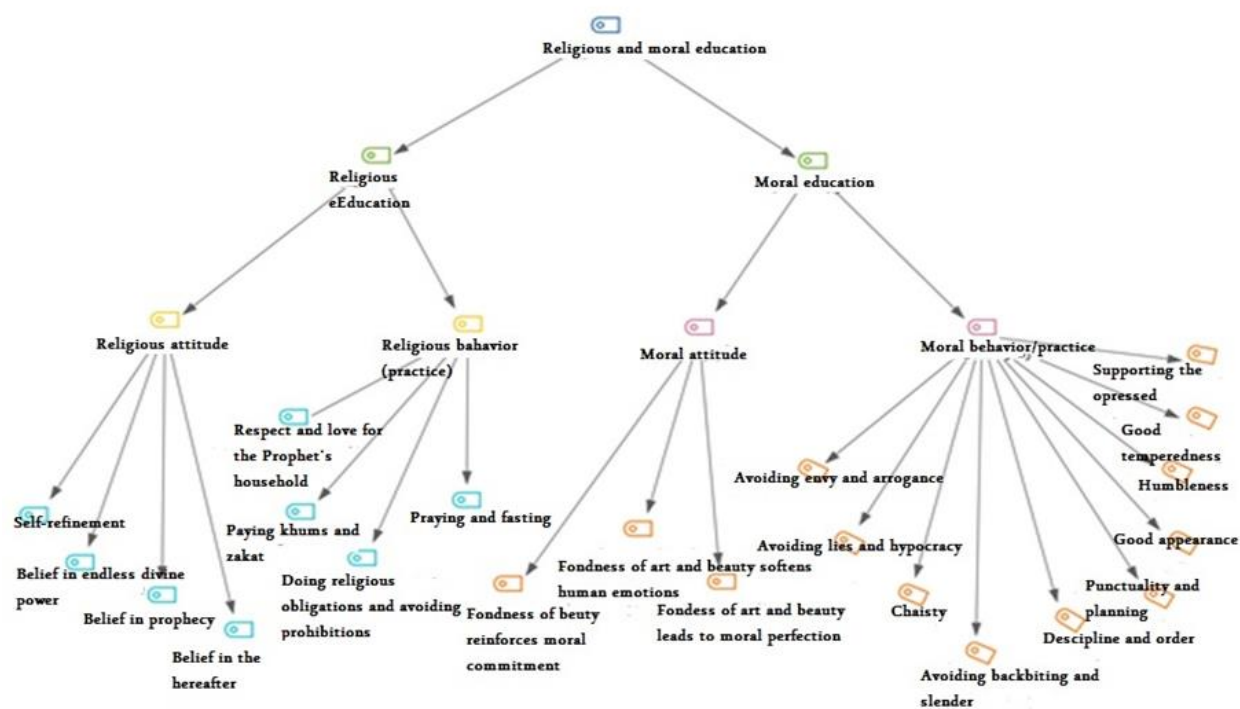 Religious and moral education
Religious
eEducation
Moral education
Religious attitude
Religious bahavior
(practice)
Moral attitude
Moral behavior/practice
Self-refinement
Belief in endless divine
power
Belief in prophecy
Belief in the
hereafter
Respect and love for
the Prophet's
household
Paying khums and
zakat
Doing religious
obligations and avoiding
prohibitions
Praying and fasting
Fondness of beuty
reinforces moral
commitment
Fondness of art and beauty softens
human emotions
Fondess of art and beauty
leads to moral perfection
Avoiding envy and arrogance
Avoiding lies and hypocracy
Chaisty
Avoiding backbiting and
slender
Discipline and order
Punctuality and
planning
Good appearance
Humbleness
Good
temperedness
Supporting the
opressed